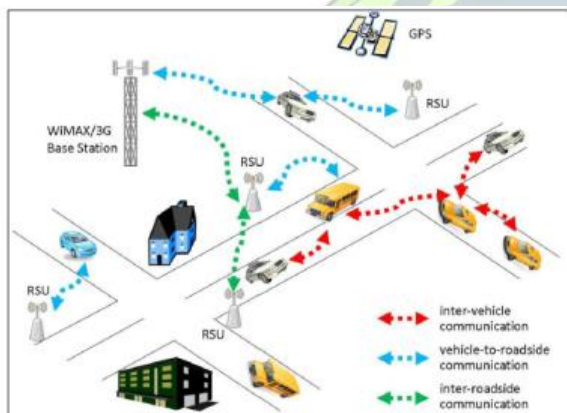 GPS
RSU
WiMAX/3G
Base Station
RSU
RSU
RSU
inter-vehicle
communication
vehicle-to-roadside
communication
inter-roadside
communication